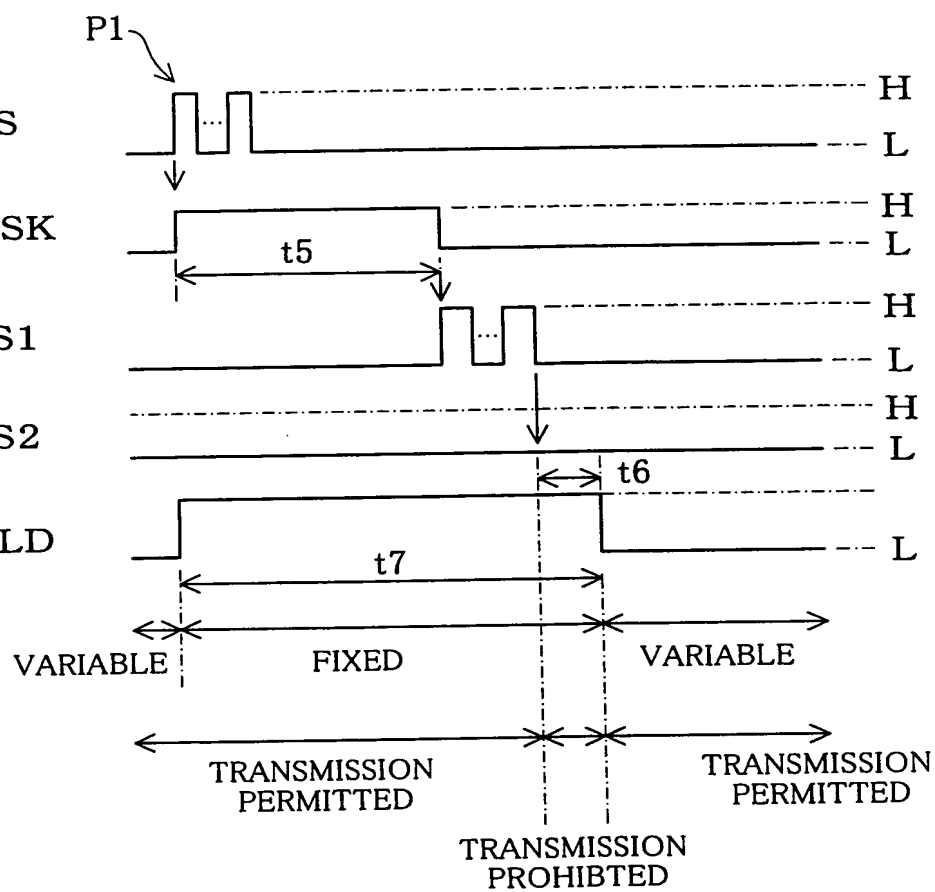 P1
S
...
H
L
SK
H
L
t5
S1
...
H
L
S2
H
L
t6
LD
L
t7
VARIABLE
FIXED
VARIABLE
TRANSMISSION
PERMITTED
TRANSMISSION
PERMITTED
TRANSMISSION
PROHIBTED